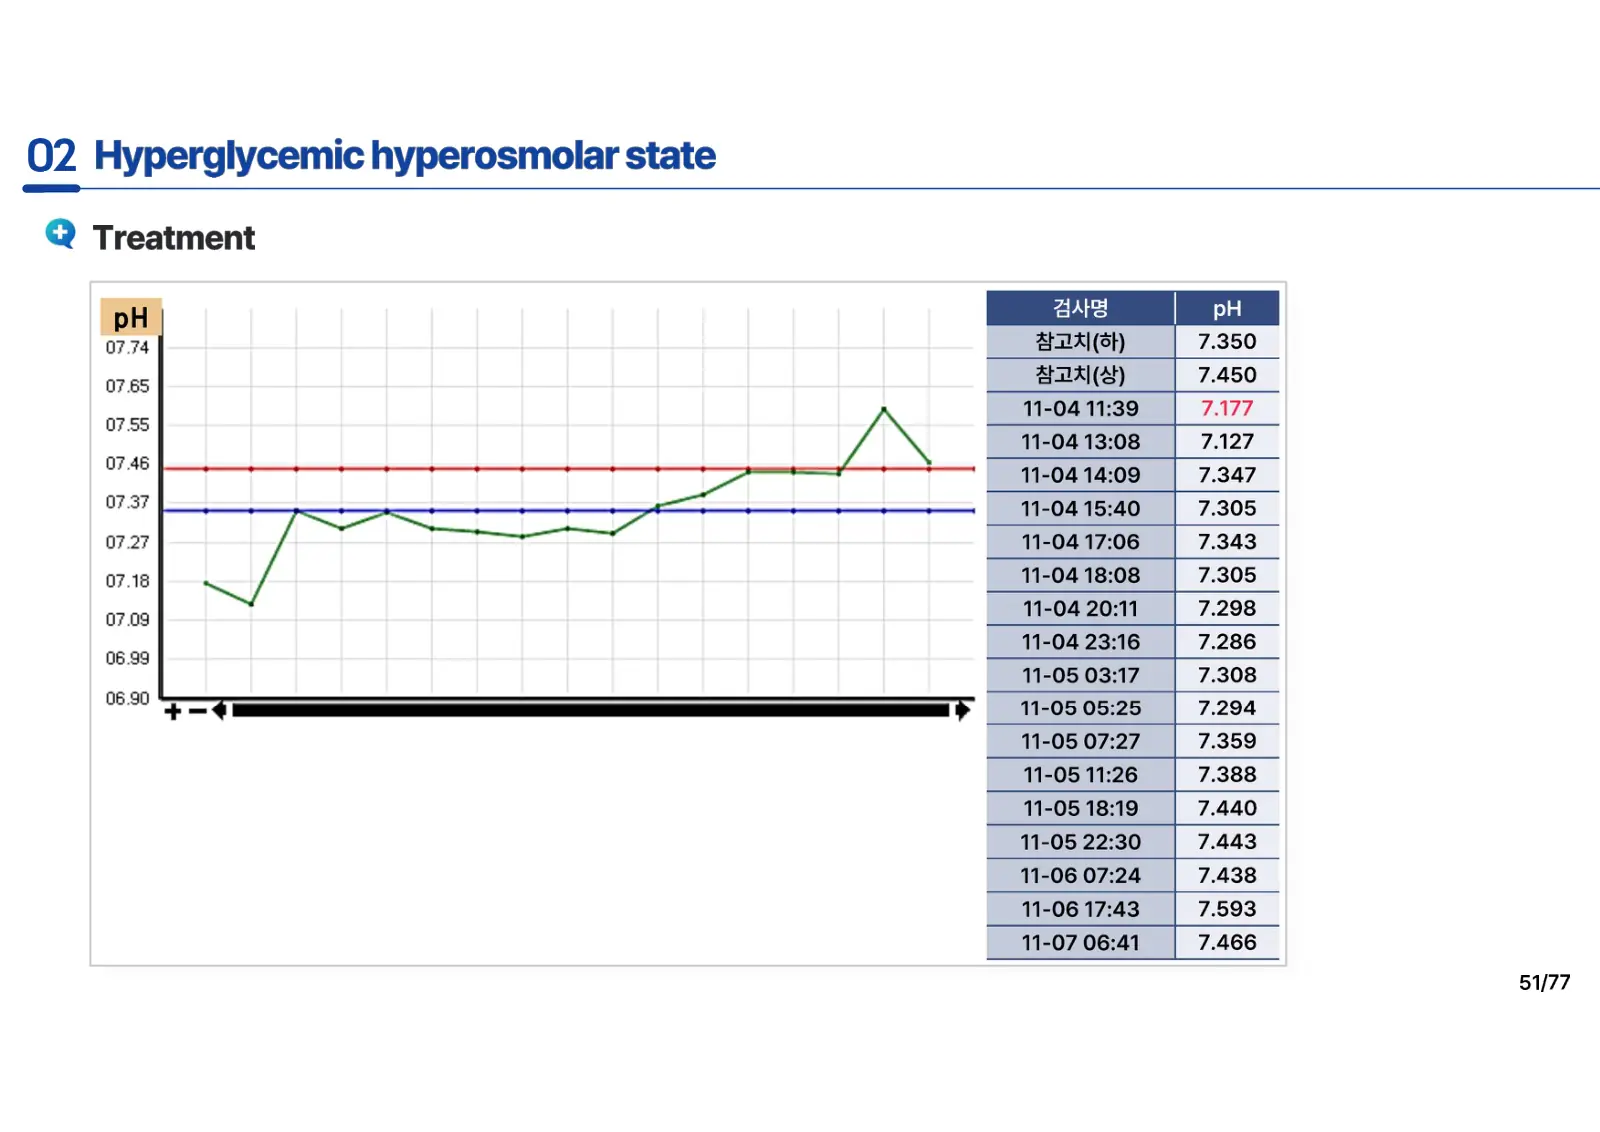 02 Hyperglycemic hyperosmolar state
Treatment
pH
07.74
07.65
07.55
07.46
07.37
07.27
07.18
07.09
06.99
06.90
검사명 pH
참고치(하) 7.350
참고치(상) 7.450
11-04 11:39 7.177
11-04 13:08 7.127
11-04 14:09 7.347
11-04 15:40 7.305
11-04 17:06 7.343
11-04 18:08 7.305
11-04 20:11 7.298
11-04 23:16 7.286
11-05 03:17 7.308
11-05 05:25 7.294
11-05 07:27 7.359
11-05 11:26 7.388
11-05 18:19 7.440
11-05 22:30 7.443
11-06 07:24 7.438
11-06 17:43 7.593
11-07 06:41 7.466
51/77